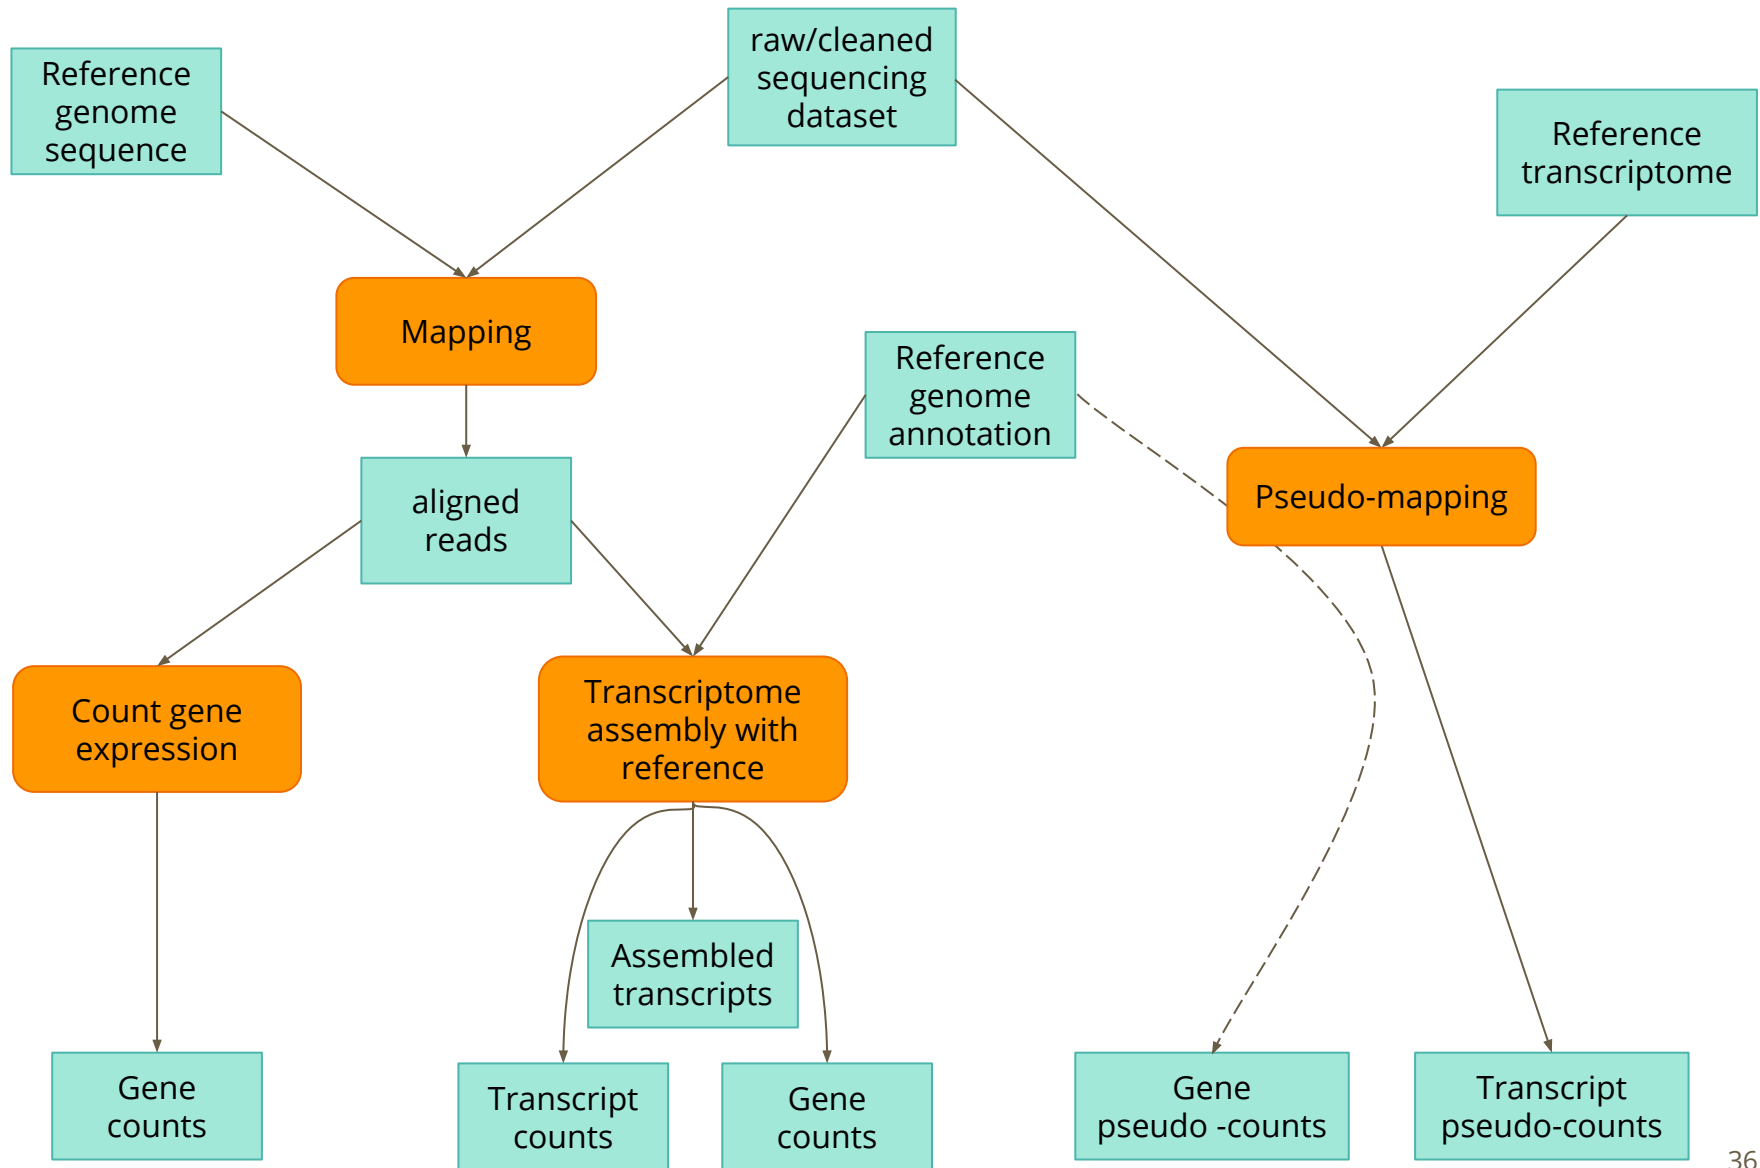 Reference
genome
sequence
raw/cleaned
sequencing
dataset
Reference
transcriptome
Mapping
Reference
genome
annotation
Pseudo-mapping
aligned
reads
Count gene
expression
Transcriptome
assembly with
reference
Assembled
transcripts
Gene
counts
Transcript
counts
Gene
counts
Gene
pseudo -counts
Transcript
pseudo-counts
36